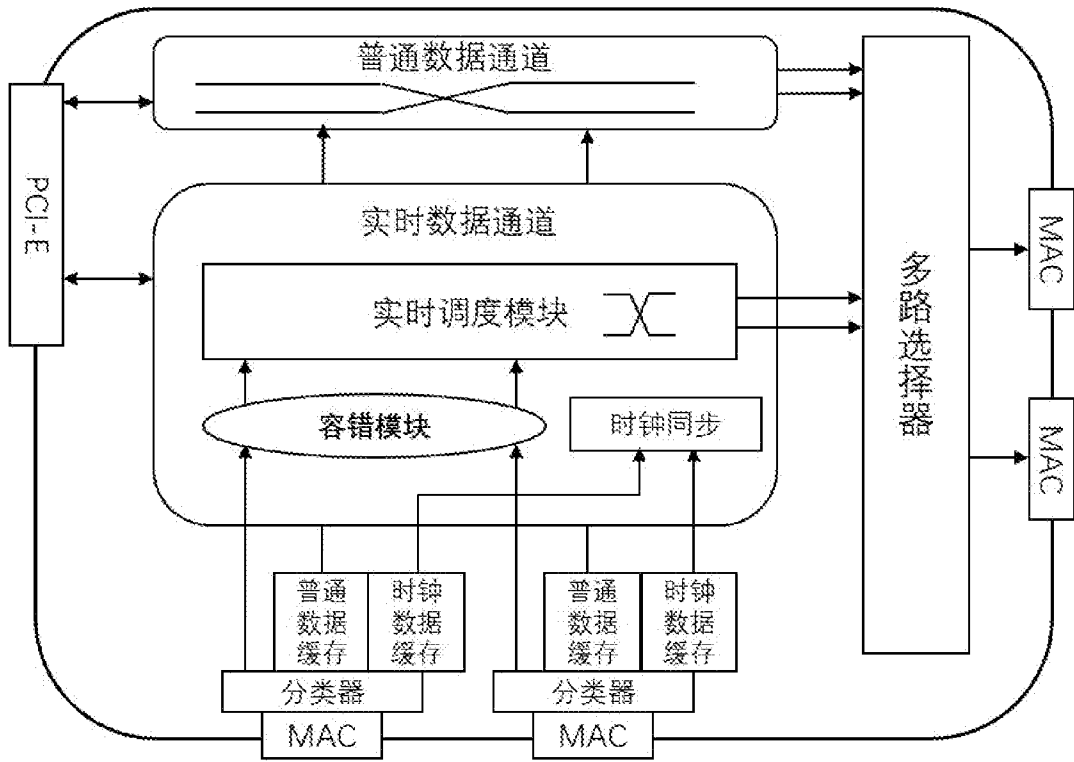 普通数据通道
PCI-E
实时数据通道
实时调度模块
容错模块
时钟同步
多路选择器
MAC
MAC
普通
数据
缓存
时钟
数据
缓存
普通
数据
缓存
时钟
数据
缓存
分类器
分类器
MAC
MAC